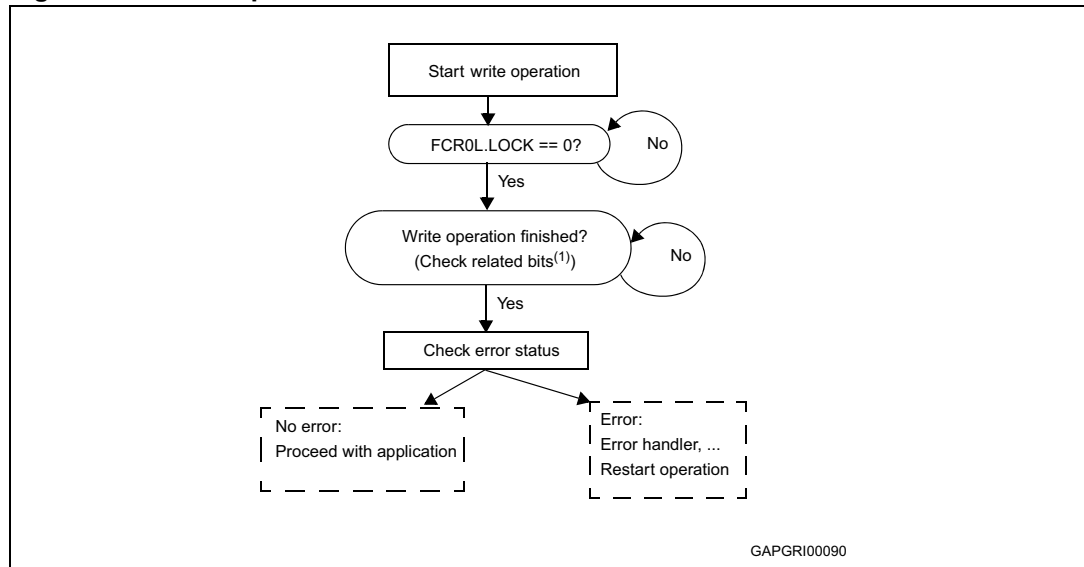 Start write operation
FCR0L.LOCK == 0?
No
Yes
Write operation finished?
(Check related bits(1))
No
Yes
Check error status
No error:
Proceed with application
Error:
Error handler, ...
Restart operation
GAPGRI00090